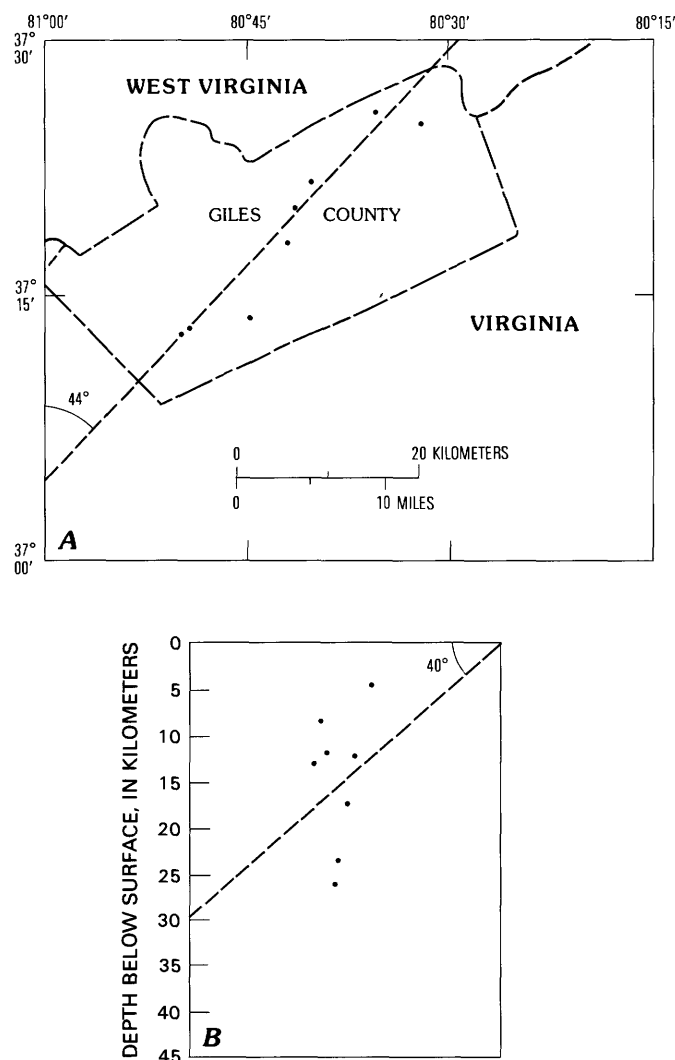 81°00′ 80°45′ 80°30′ 80°15′
37°
30′
WEST VIRGINIA
GILES COUNTY
37°
15′
VIRGINIA
44°
0 20 KILOMETERS
0 10 MILES
A
37°
00′
0
40°
5
10
15
20
25
30
35
40
45
DEPTH BELOW SURFACE, IN KILOMETERS
B